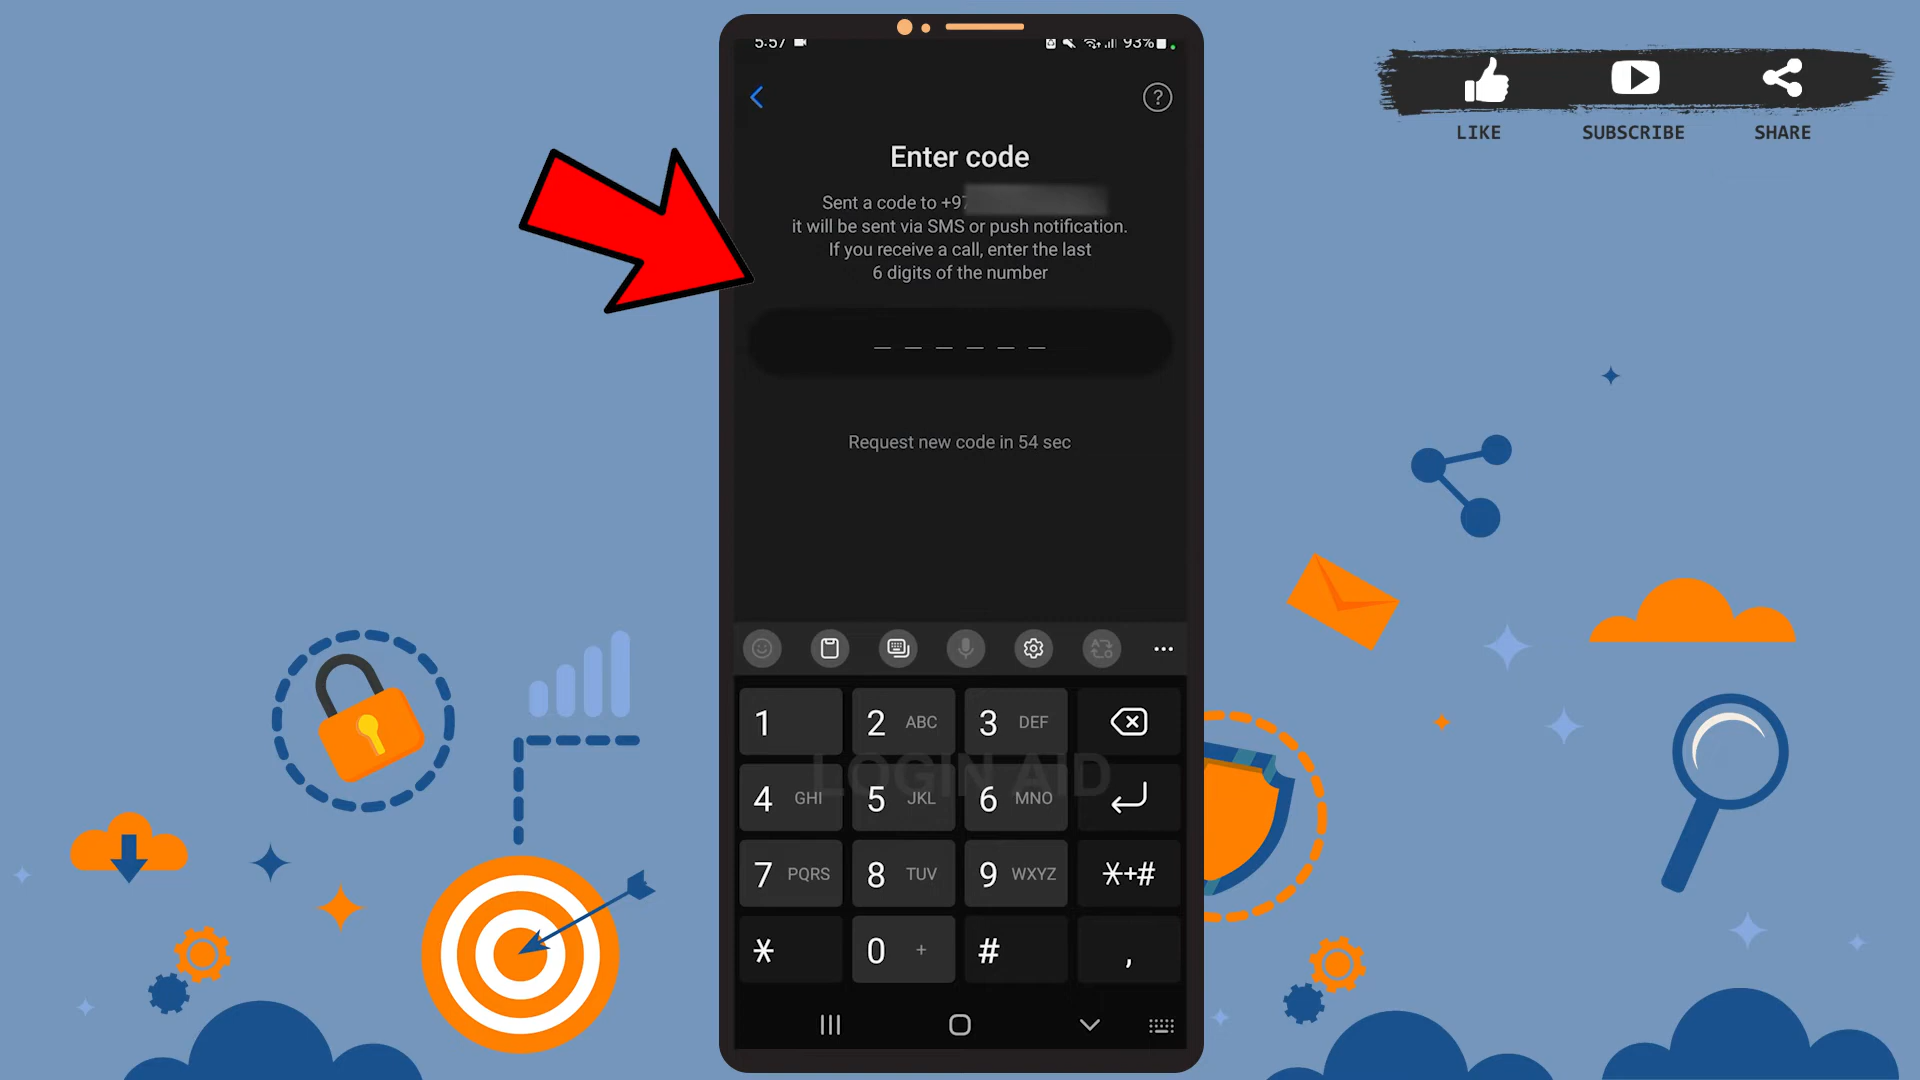 5:57
93%
LIKE
SUBSCRIBE
SHARE
?
Enter code
Sent a code to +97
it will be sent via SMS or push notification.
If you receive a call, enter the last
6 digits of the number
_ _ _ _ _ _
Request new code in 54 sec
1
2 ABC
3 DEF
LOGIN AID
4 GHI
5 JKL
6 MNO
7 PQRS
8 TUV
9 WXYZ
*+#
*
0 +
#
,